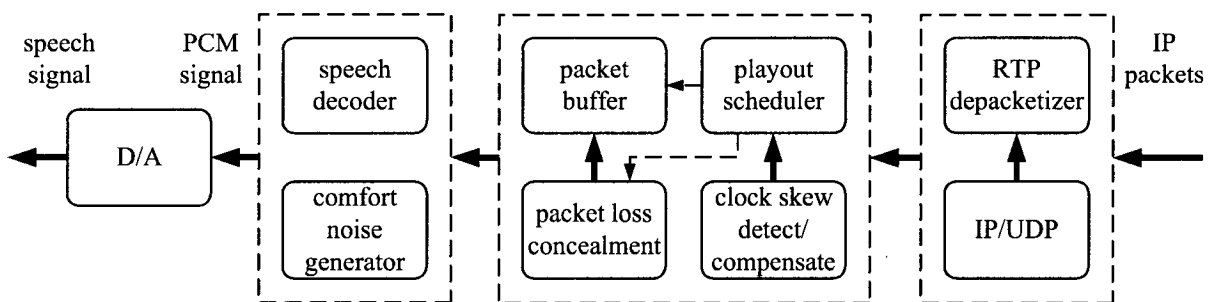 speech
signal
PCM
signal
D/A
speech
decoder
comfort
noise
generator
packet
buffer
playout
scheduler
packet loss
concealment
clock skew
detect/
compensate
RTP
depacketizer
IP/UDP
IP
packets